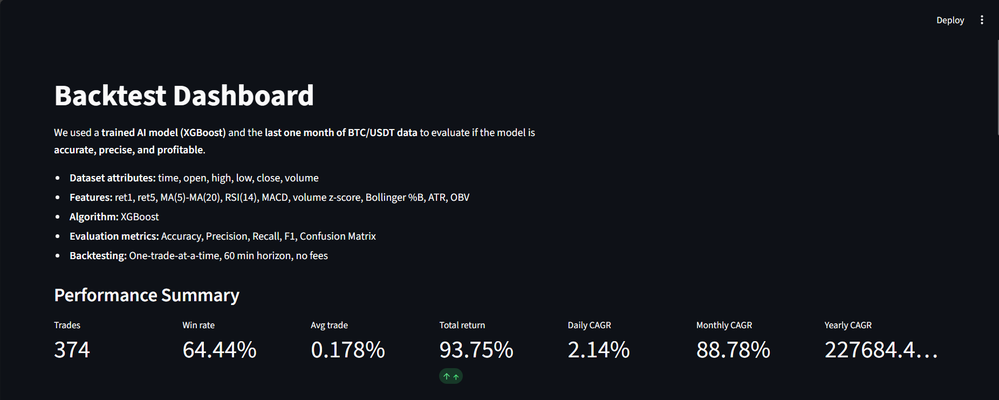 Deploy
Backtest Dashboard
We used a trained AI model (XGBoost) and the last one month of BTC/USDT data to evaluate if the model is
accurate, precise, and profitable.
• Dataset attributes: time, open, high, low, close, volume
• Features: ret1, ret5, MA(5)-MA(20), RSI(14), MACD, volume z-score, Bollinger %B, ATR, OBV
• Algorithm: XGBoost
• Evaluation metrics: Accuracy, Precision, Recall, F1, Confusion Matrix
• Backtesting: One-trade-at-a-time, 60 min horizon, no fees
Performance Summary
Trades Win rate Avg trade Total return Daily CAGR Monthly CAGR Yearly CAGR
374 64.44% 0.178% 93.75% 2.14% 88.78% 227684.4…
↑ ↑